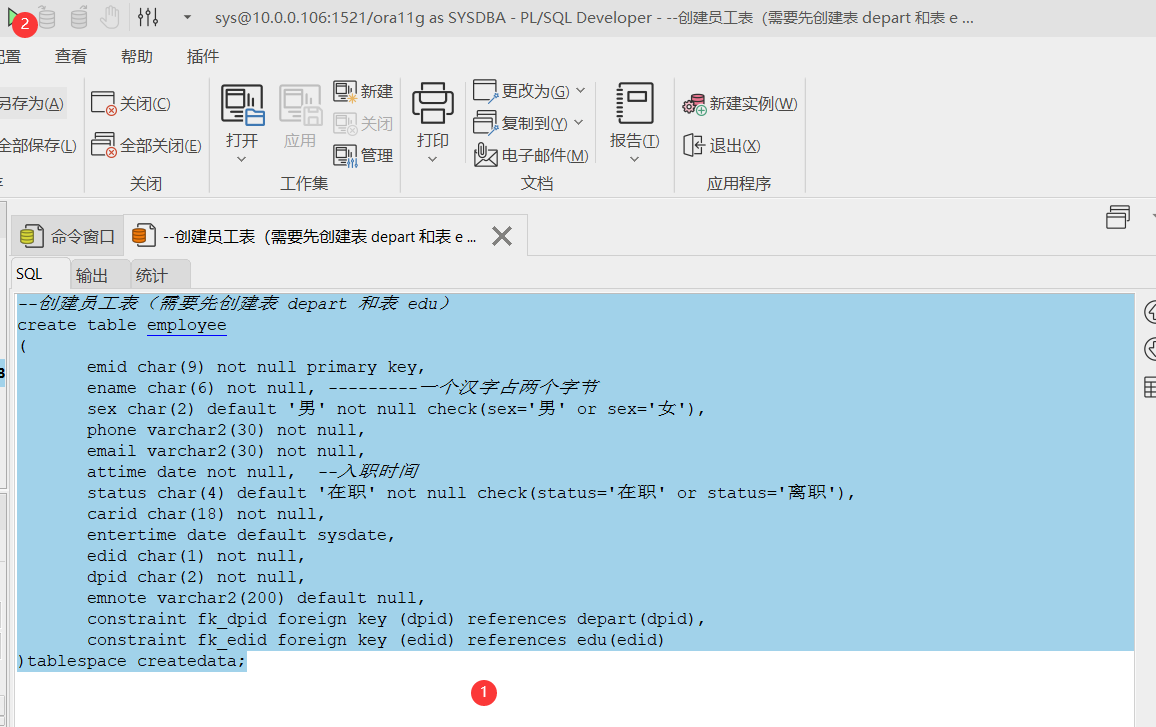 2
sys@10.0.0.106:1521/ora11g as SYSDBA - PL/SQL Developer - --创建员工表（需要先创建表 depart 和表 e ...
配置 查看 帮助 插件
另存为(A) 关闭(C) 新建 更改为(G) 新建实例(W)
打开 应用 关闭 打印 复制到(Y) 报告(T)
全部保存(L) 全部关闭(E) 管理 电子邮件(M) 退出(X)
关闭 工作集 文档 应用程序
命令窗口 --创建员工表（需要先创建表 depart 和表 e ...
SQL 输出 统计
--创建员工表（需要先创建表 depart 和表 edu）
create table employee
(
emid char(9) not null primary key,
ename char(6) not null, ---------一个汉字占两个字节
sex char(2) default '男' not null check(sex='男' or sex='女'),
phone varchar2(30) not null,
email varchar2(30) not null,
attime date not null, --入职时间
status char(4) default '在职' not null check(status='在职' or status='离职'),
carid char(18) not null,
entertime date default sysdate,
edid char(1) not null,
dpid char(2) not null,
emnote varchar2(200) default null,
constraint fk_dpid foreign key (dpid) references depart(dpid),
constraint fk_edid foreign key (edid) references edu(edid)
)tablespace createdata;
1